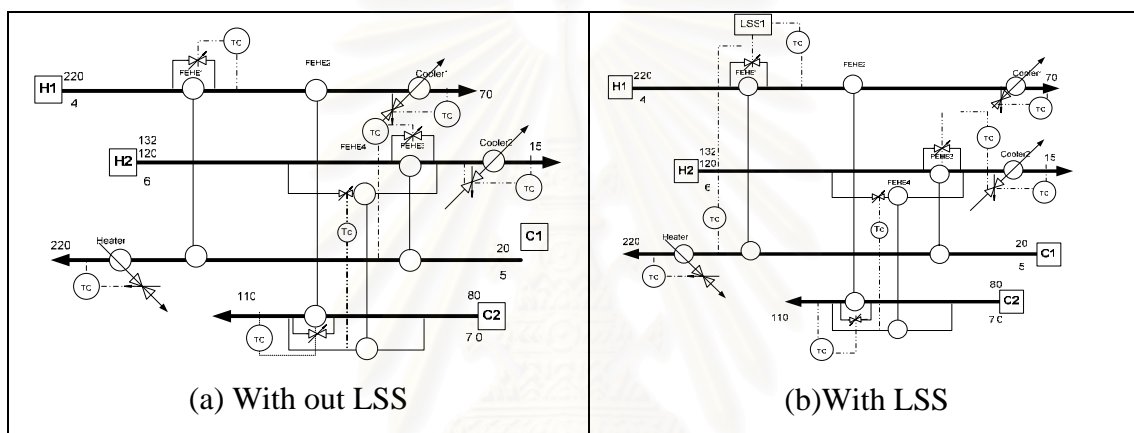 TC
FEHE1
FEHE2
Cooler1
H1
220
4
70
TC
TC
132
120
6
H2
FEHE4
FEHE3
Cooler2
15
TC
Tc
Heater
220
TC
20
5
C1
110
80
70
C2
TC
(a) With out LSS
LSS1
TC
FEHE1
FEHE2
Cooler1
H1
220
4
70
TC
132
120
6
H2
TC
FEHE3
Cooler2
15
FEHE4
TC
TC
Tc
Heater
220
TC
20
5
C1
110
80
70
C2
TC
(b)With LSS